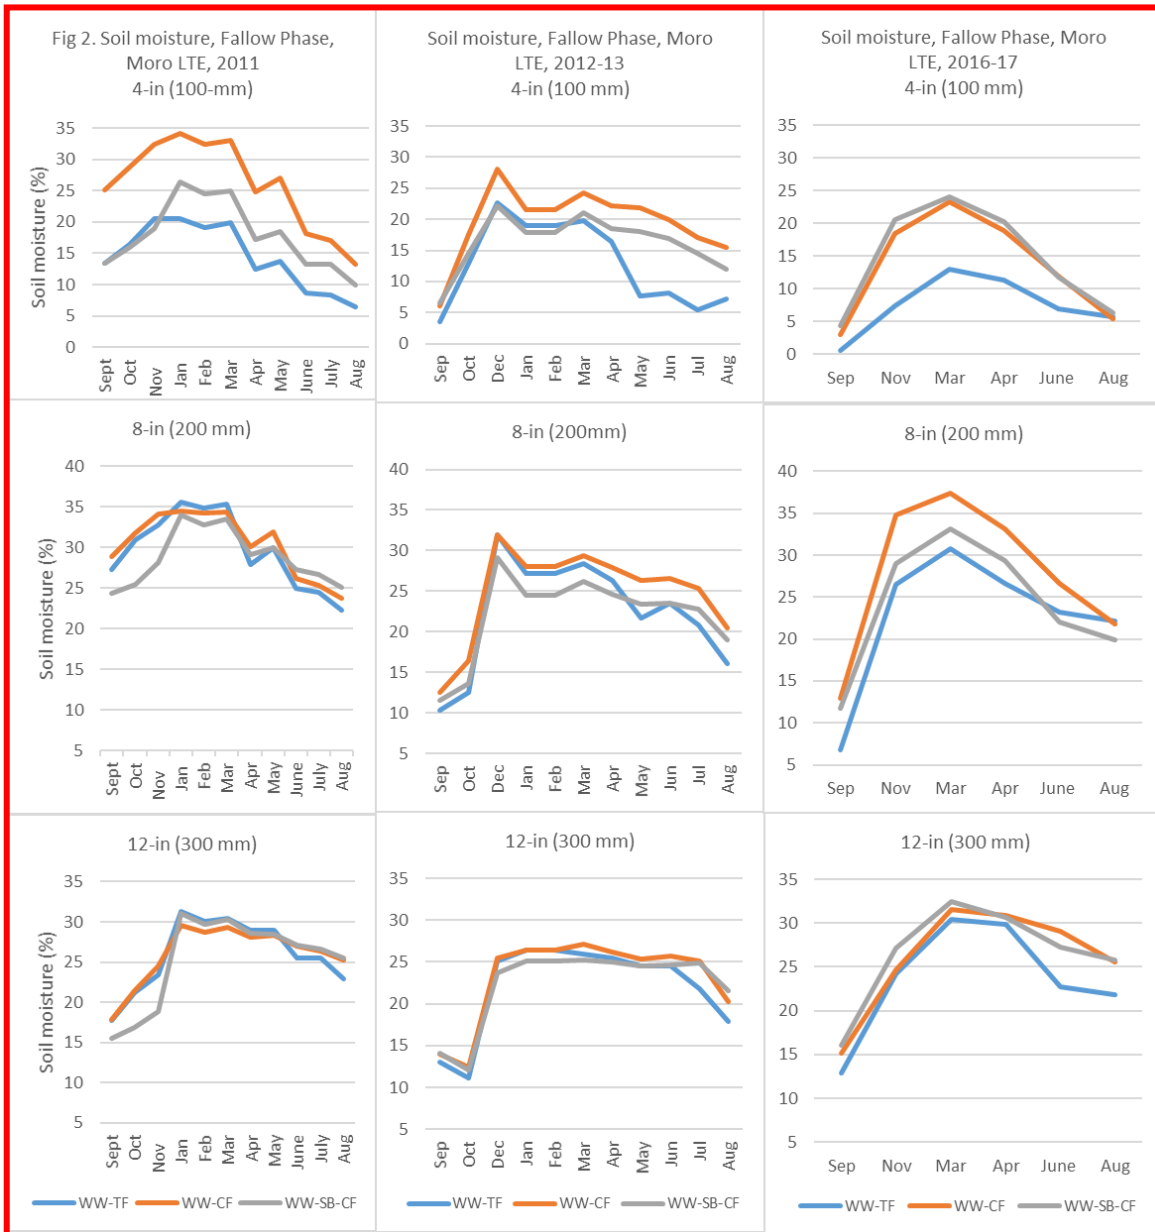 Fig 2. Soil moisture, Fallow Phase,
Moro LTE, 2011
4-in (100-mm)
Soil moisture (%)
35
30
25
20
15
10
5
0
Sept
Oct
Nov
Jan
Feb
Mar
Apr
May
June
July
Aug
Soil moisture, Fallow Phase, Moro
LTE, 2012-13
4-in (100 mm)
35
30
25
20
15
10
5
0
Sep
Oct
Dec
Jan
Feb
Mar
Apr
May
Jun
Jul
Aug
Soil moisture, Fallow Phase, Moro
LTE, 2016-17
4-in (100 mm)
35
30
25
20
15
10
5
0
Sep Nov Mar Apr June Aug
8-in (200 mm)
Soil moisture (%)
40
35
30
25
20
15
10
5
Sept
Oct
Nov
Jan
Feb
Mar
Apr
May
June
July
Aug
8-in (200mm)
40
35
30
25
20
15
10
5
Sep
Oct
Dec
Jan
Feb
Mar
Apr
May
Jun
Jul
Aug
8-in (200 mm)
40
35
30
25
20
15
10
5
Sep Nov Mar Apr June Aug
12-in (300 mm)
Soil moisture (%)
35
30
25
20
15
10
5
Sept
Oct
Nov
Jan
Feb
Mar
Apr
May
June
July
Aug
WW-TF WW-CF WW-SB-CF
12-in (300 mm)
35
30
25
20
15
10
5
Sep
Oct
Dec
Jan
Feb
Mar
Apr
May
Jun
Jul
Aug
WW-TF WW-CF WW-SB-CF
12-in (300 mm)
35
30
25
20
15
10
5
Sep Nov Mar Apr June Aug
WW-TF WW-CF WW-SB-CF